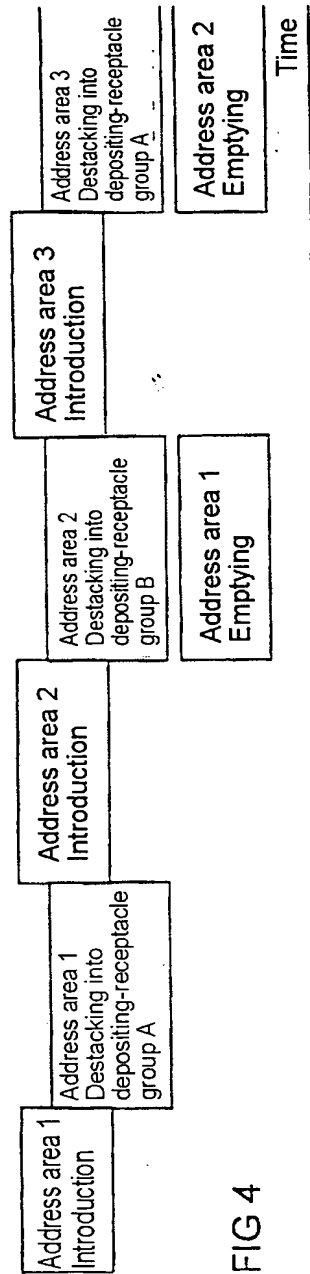 Address area 1
Introduction
Address area 1
Destacking into
depositing-receptacle
group A
Address area 2
Introduction
Address area 2
Destacking into
depositing-receptacle
group B
Address area 1
Emptying
Address area 3
Introduction
Address area 3
Destacking into
depositing-receptacle
group A
Address area 2
Emptying
Time
FIG 4